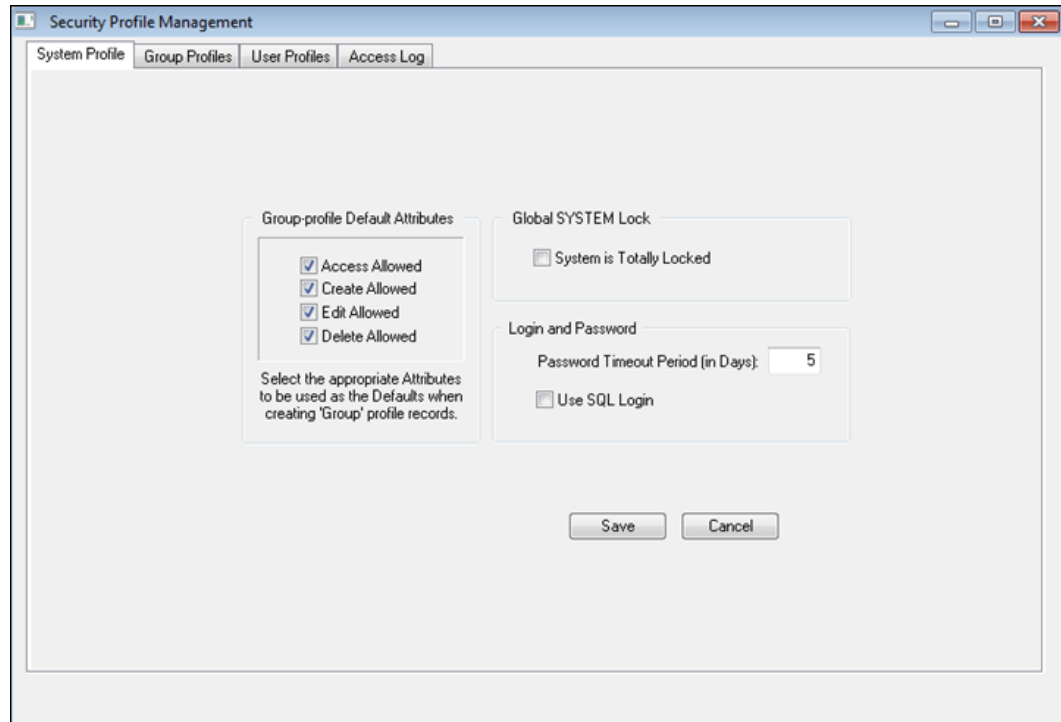 Security Profile Management
System Profile
Group Profiles
User Profiles
Access Log
Group-profile Default Attributes
Access Allowed
Create Allowed
Edit Allowed
Delete Allowed
Select the appropriate Attributes
to be used as the Defaults when
creating 'Group' profile records.
Global SYSTEM Lock
System is Totally Locked
Login and Password
Password Timeout Period (in Days): 5
Use SQL Login
Save
Cancel